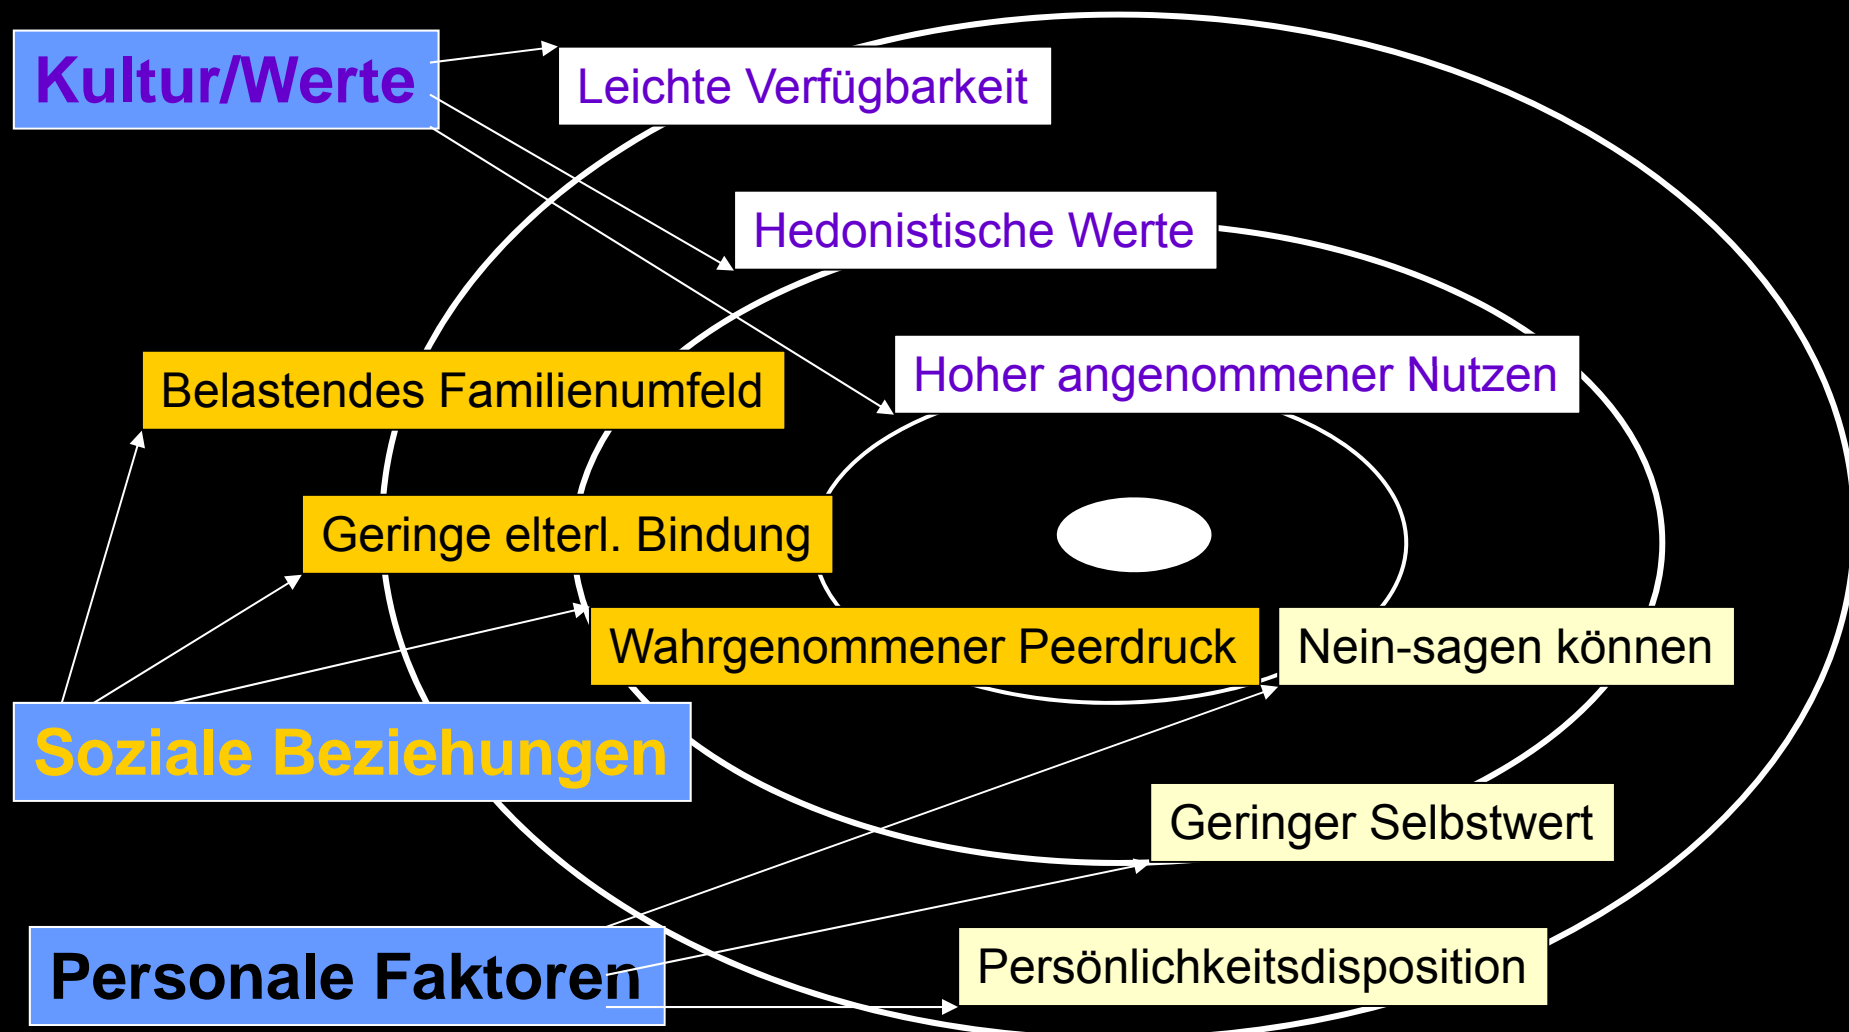 Kultur/Werte
Leichte Verfügbarkeit
Hedonistische Werte
Hoher angenommener Nutzen
Belastendes Familienumfeld
Geringe elterl. Bindung
Wahrgenommener Peerdruck
Nein-sagen können
Soziale Beziehungen
Geringer Selbstwert
Personale Faktoren
Persönlichkeitsdisposition